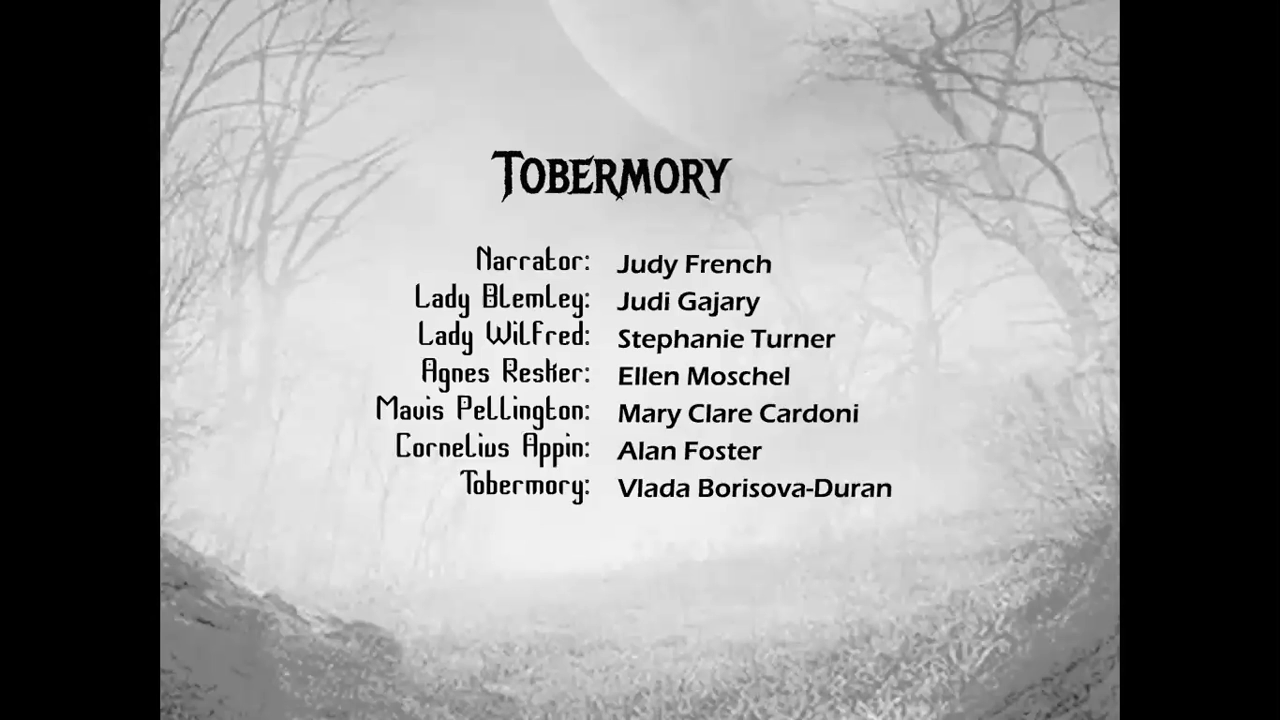 Tobermory
Narrator: Judy French
Lady Blemley: Judi Gajary
Lady Wilfred: Stephanie Turner
Agnes Resker: Ellen Moschel
Mavis Pellington: Mary Clare Cardoni
Cornelius Appin: Alan Foster
Tobermory: Vlada Borisova-Duran